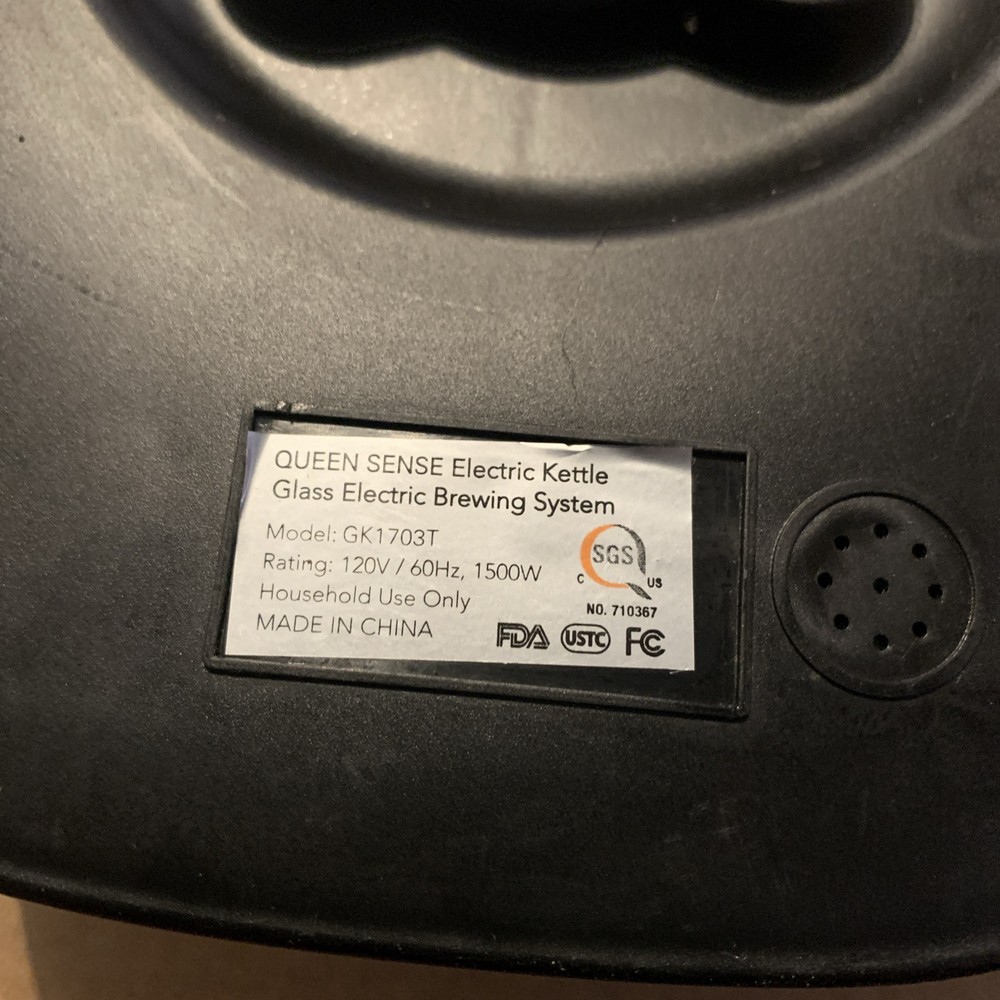 QUEEN SENSE Electric Kettle
Glass Electric Brewing System
Model: GK1703T
Rating: 120V / 60Hz, 1500W
Household Use Only
MADE IN CHINA
SGS
C US
NO. 710367
FDA USTC FC